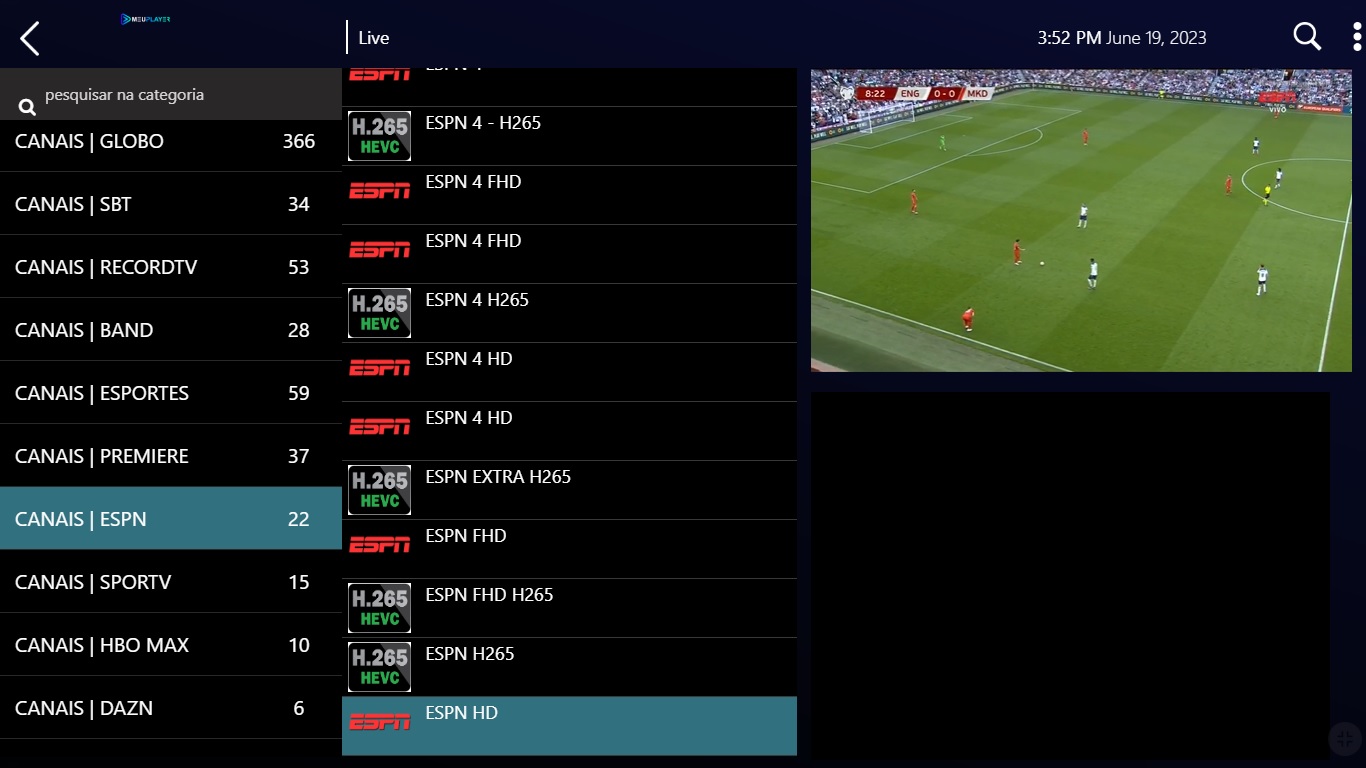 MEUPLAYER
Live
3:52 PM June 19, 2023
pesquisar na categoria
CANAIS | GLOBO 366
CANAIS | SBT 34
CANAIS | RECORDTV 53
CANAIS | BAND 28
CANAIS | ESPORTES 59
CANAIS | PREMIERE 37
CANAIS | ESPN 22
CANAIS | SPORTV 15
CANAIS | HBO MAX 10
CANAIS | DAZN 6
ESPN
H.265 HEVC ESPN 4 - H265
ESPN ESPN 4 FHD
ESPN ESPN 4 FHD
H.265 HEVC ESPN 4 H265
ESPN ESPN 4 HD
ESPN ESPN 4 HD
H.265 HEVC ESPN EXTRA H265
ESPN ESPN FHD
H.265 HEVC ESPN FHD H265
H.265 HEVC ESPN H265
ESPN ESPN HD
8:22 ENG 0-0 MKD
VIVO